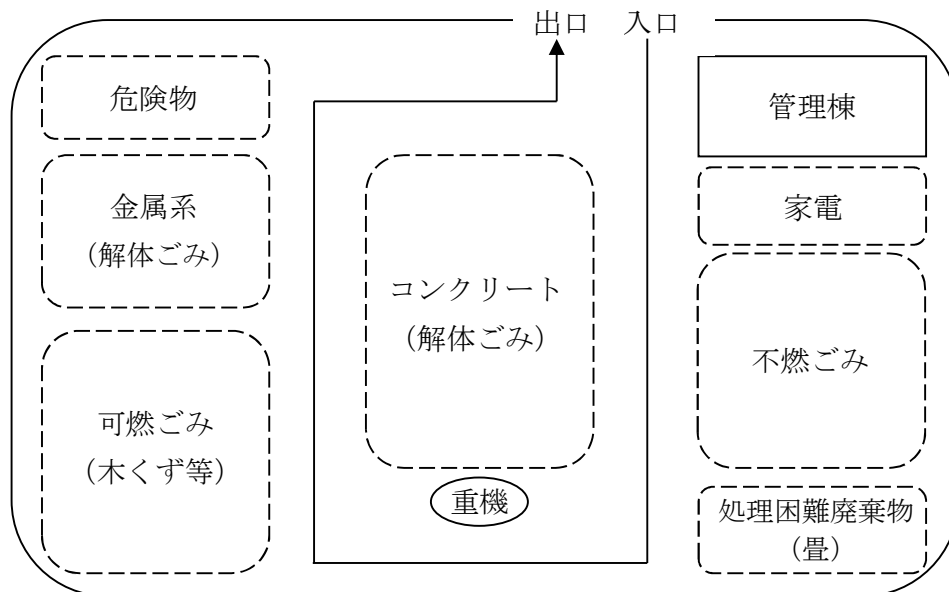 出口 入口
危険物
管理棟
金属系
(解体ごみ)
家電
コンクリート
(解体ごみ)
不燃ごみ
可燃ごみ
(木くず等)
重機
処理困難廃棄物
(畳)